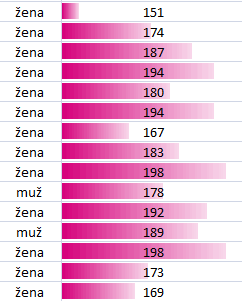 žena 151
žena 174
žena 187
žena 194
žena 180
žena 194
žena 167
žena 183
žena 198
muž 178
žena 192
muž 189
žena 198
žena 173
žena 169